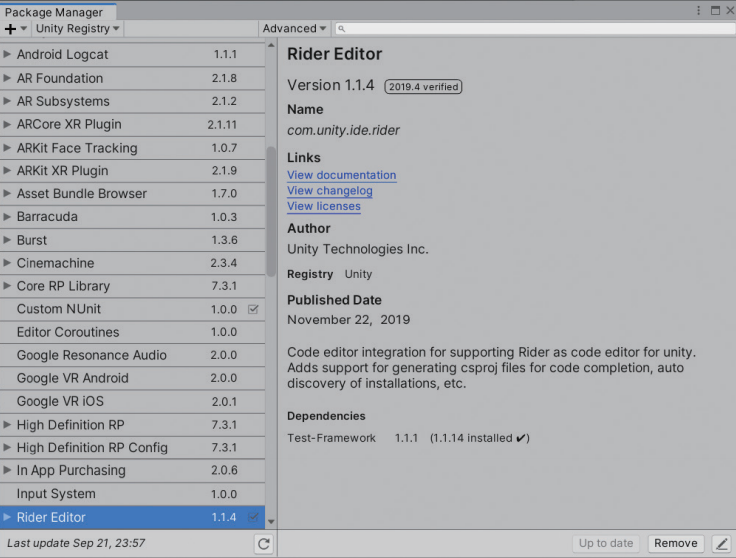 Package Manager
Unity Registry
Advanced
Android Logcat 1.1.1
AR Foundation 2.1.8
AR Subsystems 2.1.2
ARCore XR Plugin 2.1.11
ARKit Face Tracking 1.0.7
ARKit XR Plugin 2.1.9
Asset Bundle Browser 1.7.0
Barracuda 1.0.3
Burst 1.3.6
Cinemachine 2.3.4
Core RP Library 7.3.1
Custom NUnit 1.0.0
Editor Coroutines 1.0.0
Google Resonance Audio 2.0.0
Google VR Android 2.0.0
Google VR iOS 2.0.1
High Definition RP 7.3.1
High Definition RP Config 7.3.1
In App Purchasing 2.0.6
Input System 1.0.0
Rider Editor 1.1.4
Last update Sep 21, 23:57
Rider Editor
Version 1.1.4 2019.4 verified
Name
com.unity.ide.rider
Links
View documentation
View changelog
View licenses
Author
Unity Technologies Inc.
Registry Unity
Published Date
November 22, 2019
Code editor integration for supporting Rider as code editor for unity.
Adds support for generating csproj files for code completion, auto
discovery of installations, etc.
Dependencies
Test-Framework 1.1.1 (1.1.14 installed ✔)
Up to date Remove